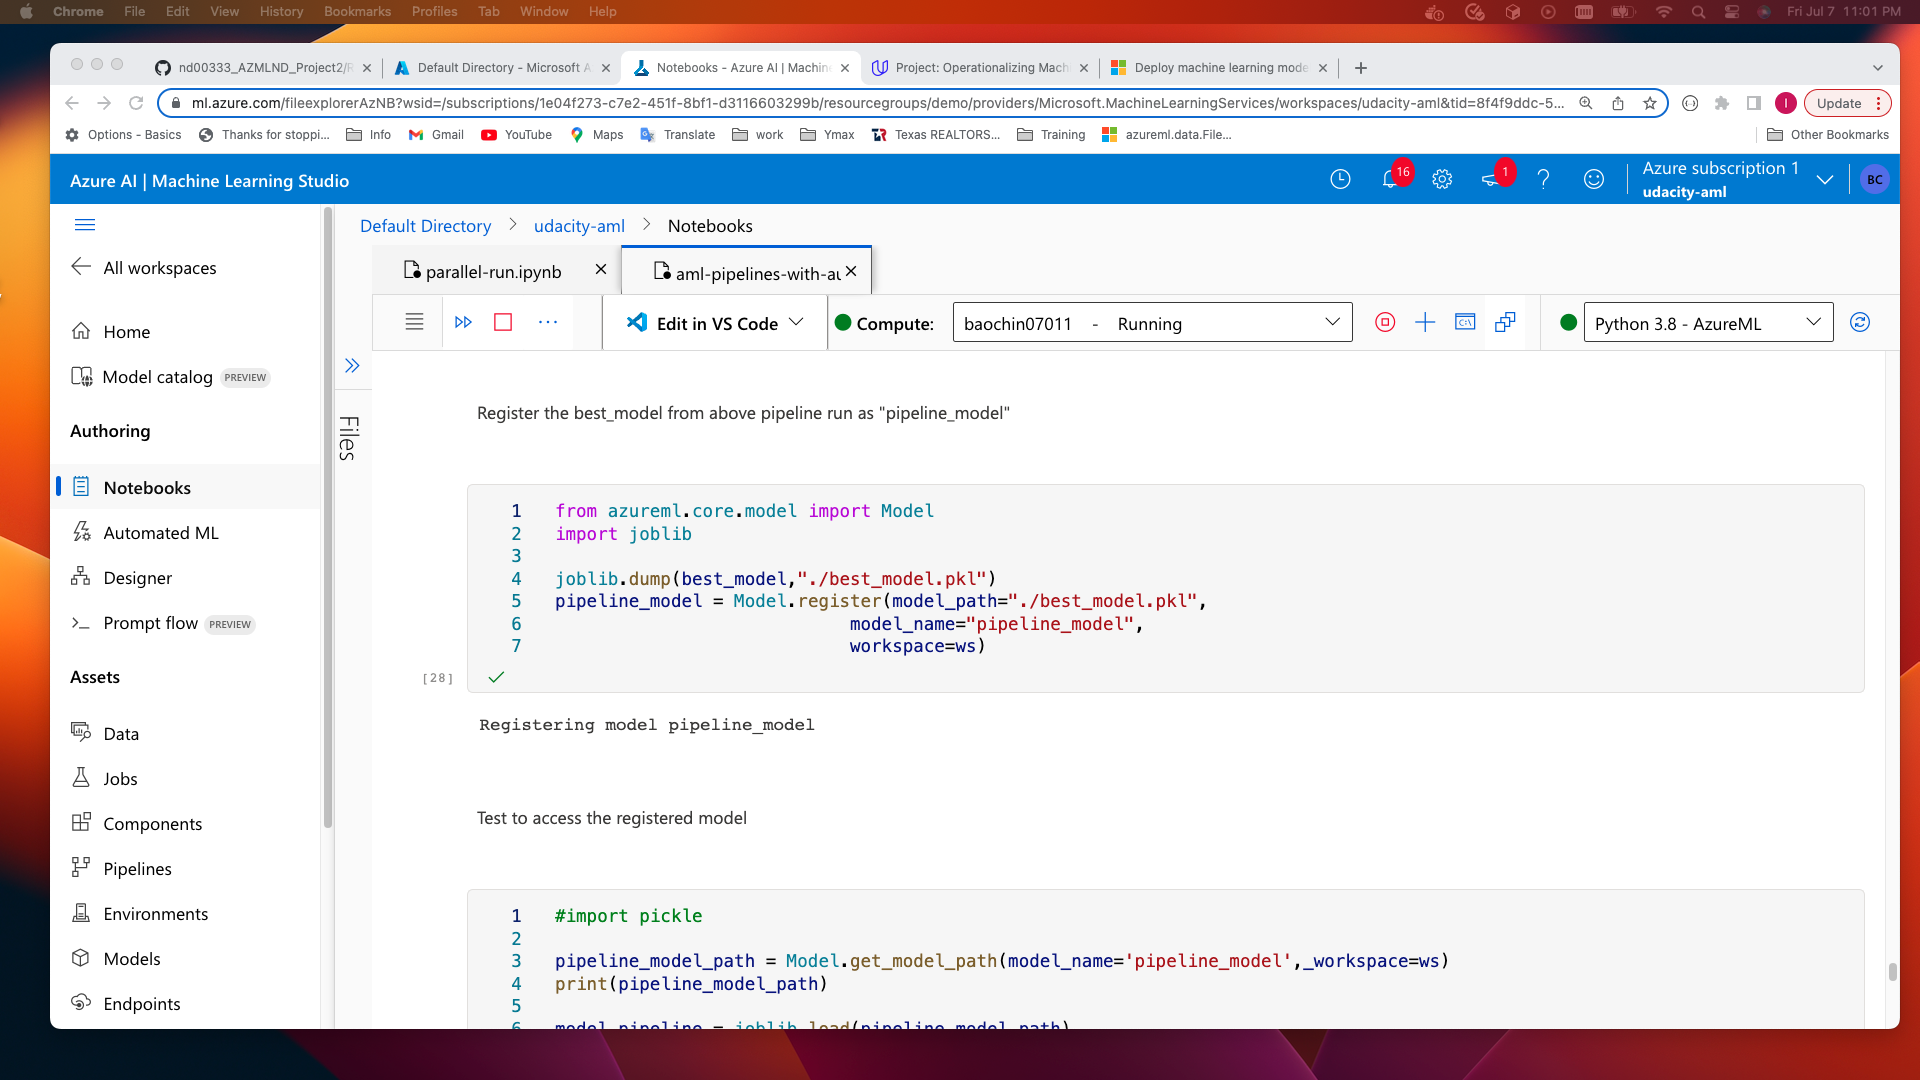 Chrome File Edit View History Bookmarks Profiles Tab Window Help Fri Jul 7 11:01 PM
nd00333_AZMLND_Project2/ Default Directory - Microsoft A Notebooks - Azure AI | Machin Project: Operationalizing Mach Deploy machine learning mode
ml.azure.com/fileexplorerAzNB?wsid=/subscriptions/1e04f273-c7e2-451f-8bf1-d3116603299b/resourcegroups/demo/providers/Microsoft.MachineLearningServices/workspaces/udacity-aml&tid=8f4f9ddc-5... I Update
Options - Basics Thanks for stoppi... Info Gmail YouTube Maps Translate work Ymax Texas REALTORS... Training azureml.data.File... Other Bookmarks
Azure AI | Machine Learning Studio 16 1 Azure subscription 1
udacity-aml BC
Default Directory > udacity-aml > Notebooks
All workspaces
parallel-run.ipynb aml-pipelines-with-au
Edit in VS Code Compute: baochin07011 - Running Python 3.8 - AzureML
Home
Model catalog PREVIEW
Authoring
Notebooks
Automated ML
Designer
Prompt flow PREVIEW
Assets
Data
Jobs
Components
Pipelines
Environments
Models
Endpoints
Files
Register the best_model from above pipeline run as "pipeline_model"
1 from azureml.core.model import Model
2 import joblib
3
4 joblib.dump(best_model,"./best_model.pkl")
5 pipeline_model = Model.register(model_path="./best_model.pkl",
6 model_name="pipeline_model",
7 workspace=ws)
[28]
Registering model pipeline_model
Test to access the registered model
1 #import pickle
2
3 pipeline_model_path = Model.get_model_path(model_name='pipeline_model',_workspace=ws)
4 print(pipeline_model_path)
5
6 model_pipeline = joblib.load(pipeline_model_path)